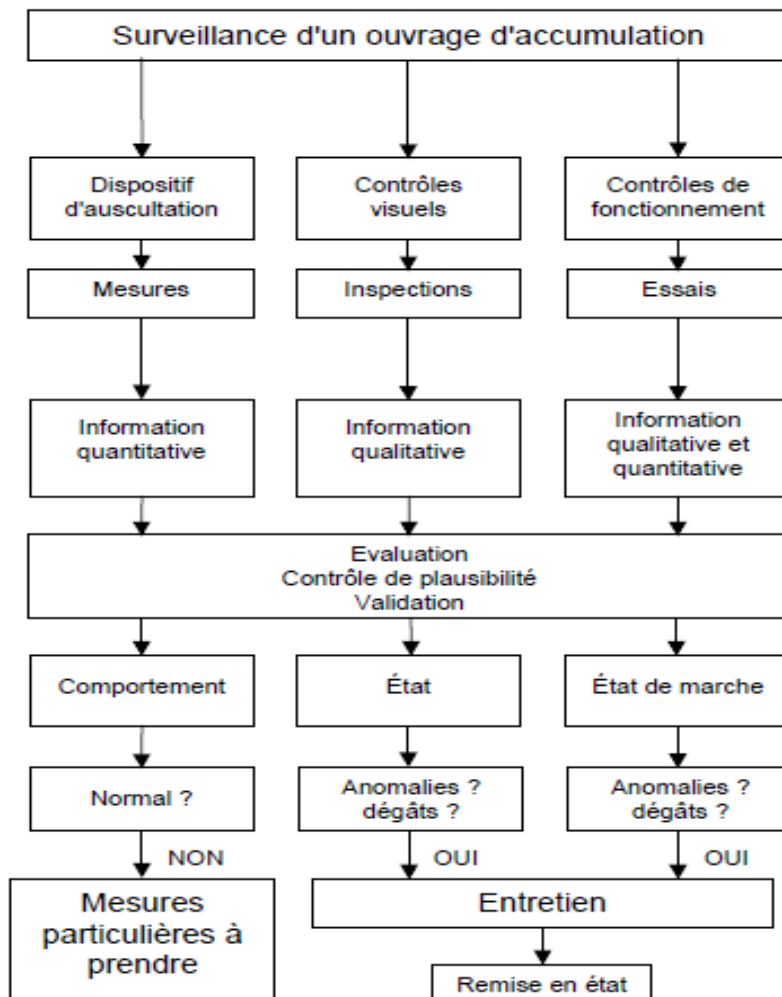 Surveillance d'un ouvrage d'accumulation
Dispositif
d'auscultation
Contrôles
visuels
Contrôles de
fonctionnement
Mesures
Inspections
Essais
Information
quantitative
Information
qualitative
Information
qualitative et
quantitative
Evaluation
Contrôle de plausibilité
Validation
Comportement
État
État de marche
Normal ?
Anomalies ?
dégâts ?
Anomalies ?
dégâts ?
NON
OUI
OUI
Mesures
particulières à
prendre
Entretien
Remise en état